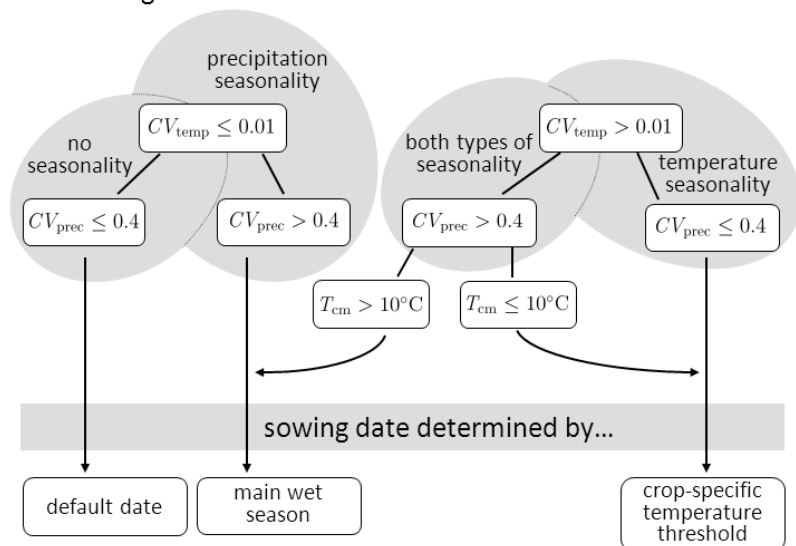 precipitation
seasonality
CV_temp ≤ 0.01
no
seasonality
CV_prec ≤ 0.4
CV_prec > 0.4
both types of
seasonality
CV_temp > 0.01
temperature
seasonality
CV_prec > 0.4
CV_prec ≤ 0.4
T_cm > 10°C
T_cm ≤ 10°C
sowing date determined by...
default date
main wet
season
crop-specific
temperature
threshold